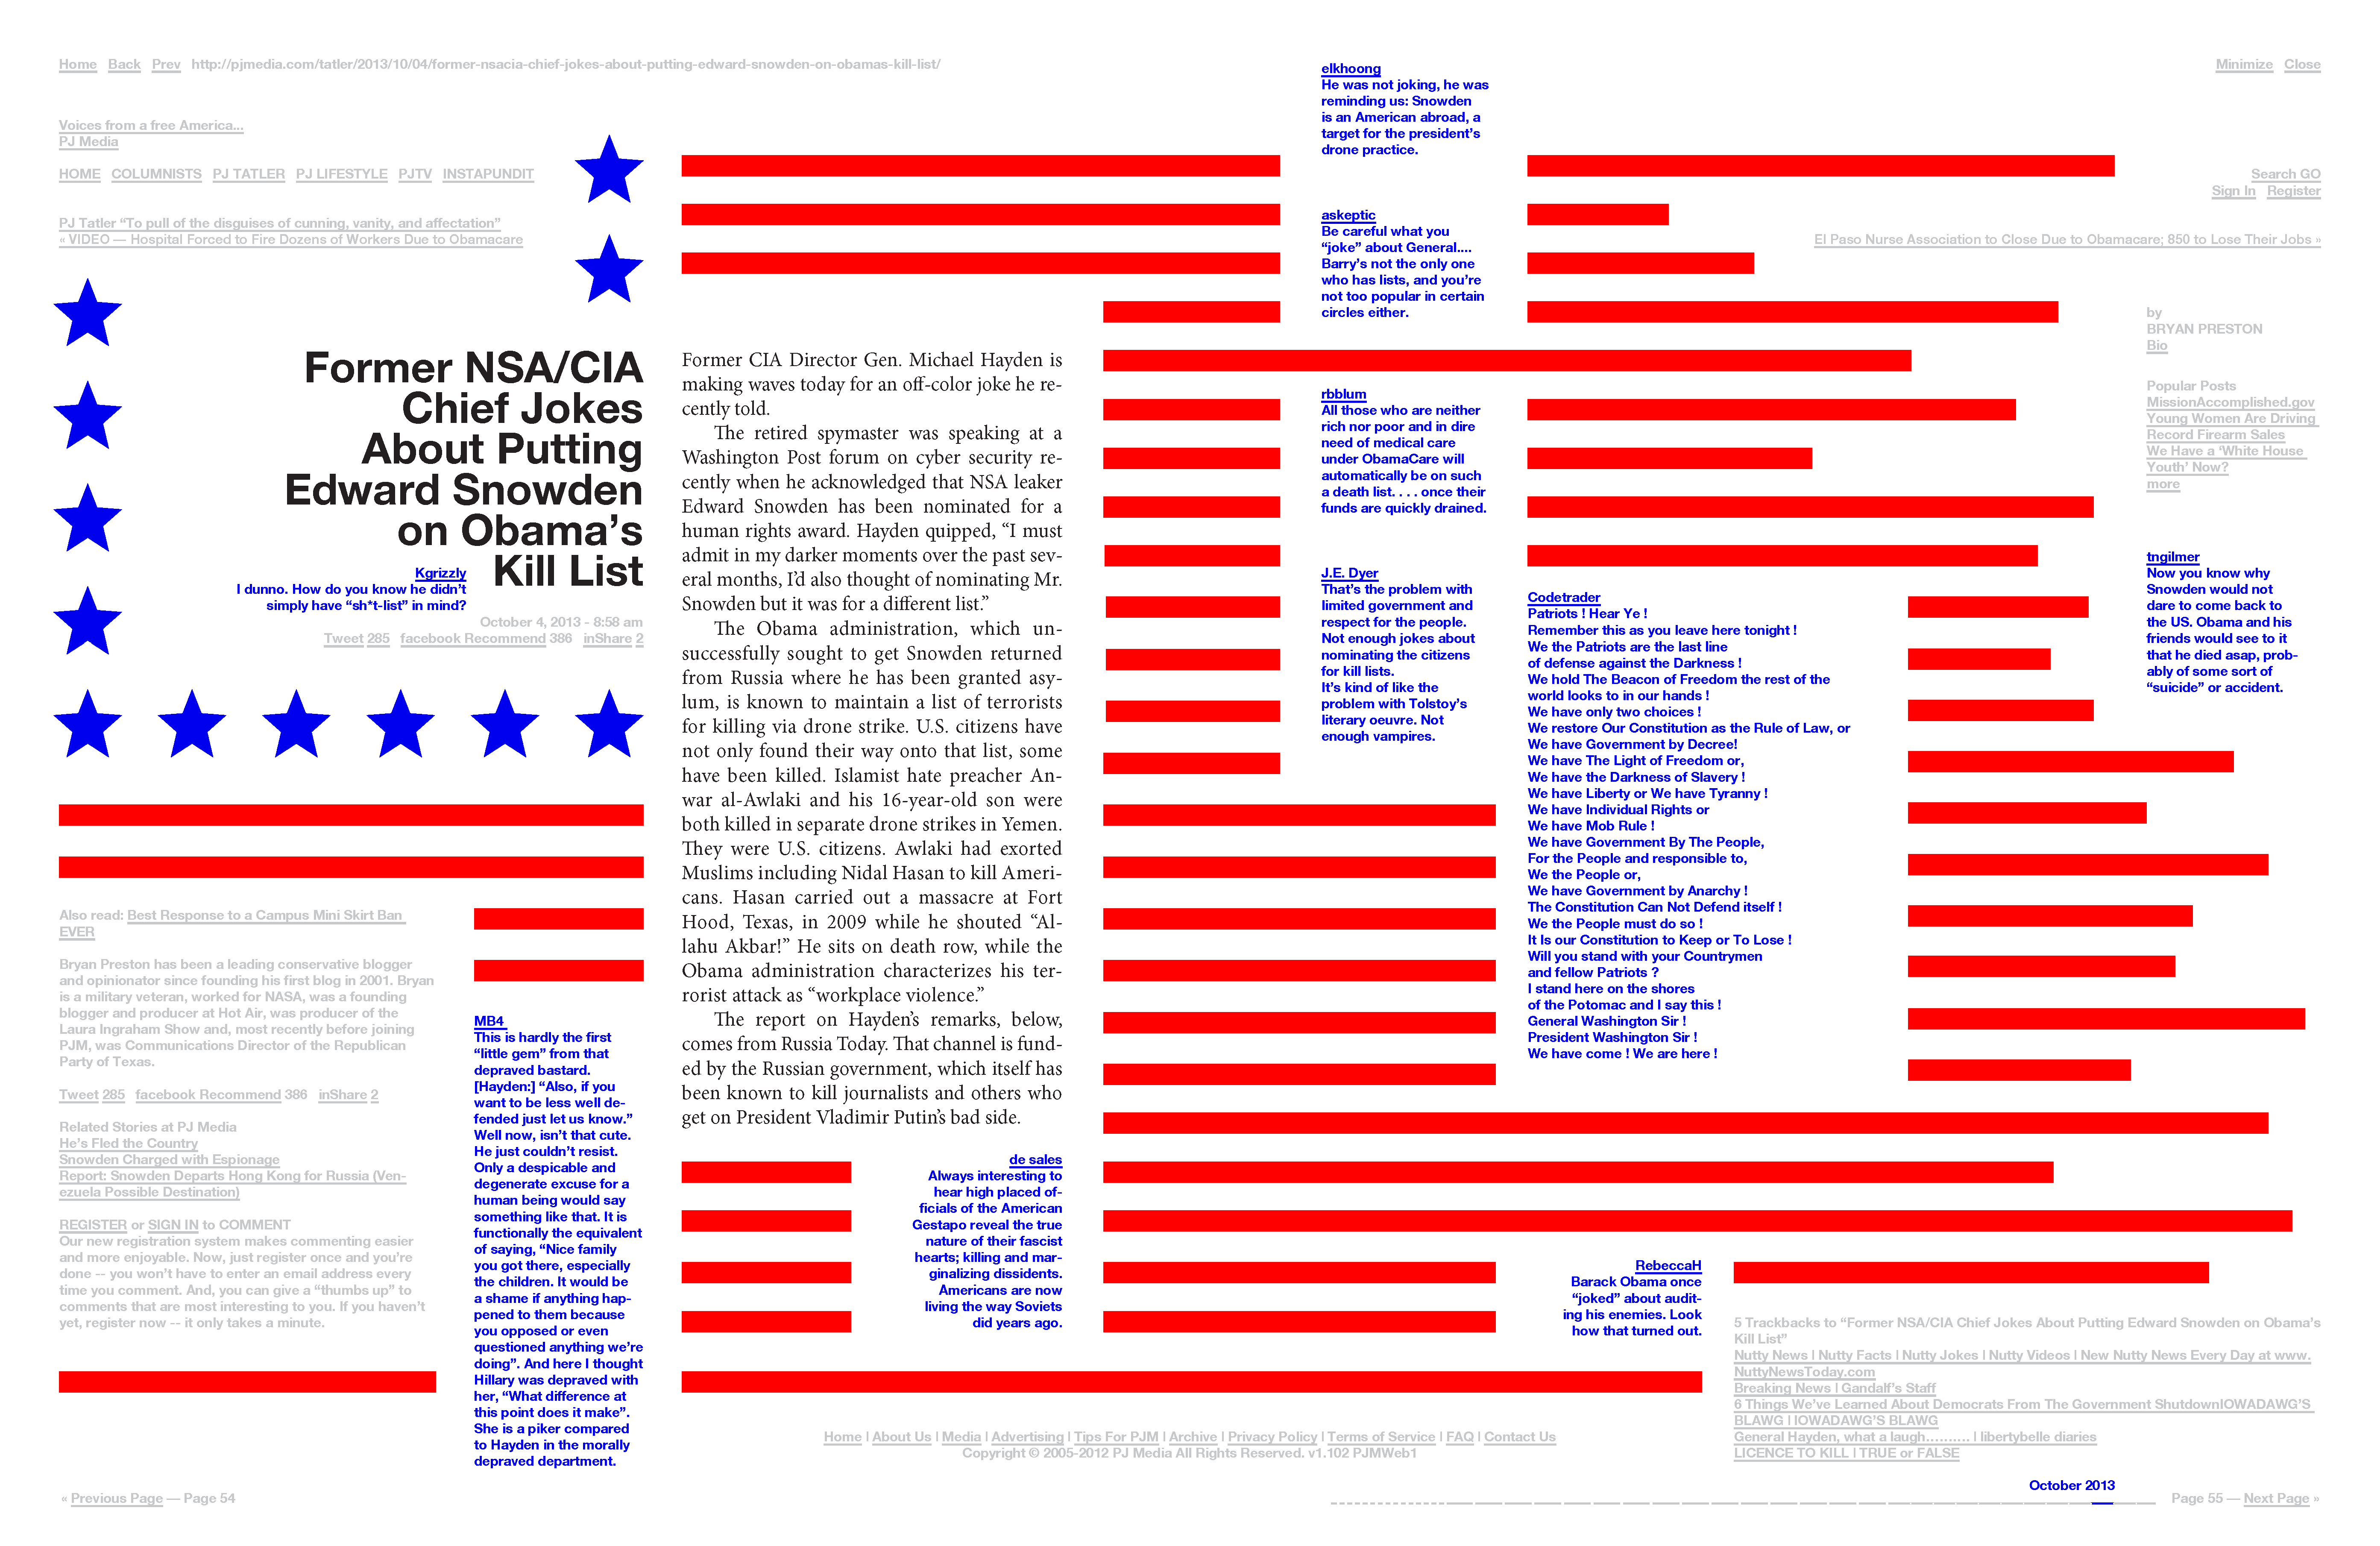 Home Back Prev http://pjmedia.com/tatler/2013/10/04/former-nsacia-chief-jokes-about-putting-edward-snowden-on-obamas-kill-list/
Minimize Close
Voices from a free America...
PJ Media
HOME COLUMNISTS PJ TATLER PJ LIFESTYLE PJTV INSTAPUNDIT
Search GO
Sign In Register
PJ Tatler “To pull of the disguises of cunning, vanity, and affectation”
« VIDEO — Hospital Forced to Fire Dozens of Workers Due to Obamacare
El Paso Nurse Association to Close Due to Obamacare; 850 to Lose Their Jobs »
Former NSA/CIA
Chief Jokes
About Putting
Edward Snowden
on Obama’s
Kill List
Kgrizzly
I dunno. How do you know he didn’t
simply have “sh*t-list” in mind?
October 4, 2013 - 8:58 am
Tweet 285 facebook Recommend 386 inShare 2
Also read: Best Response to a Campus Mini Skirt Ban
EVER
Bryan Preston has been a leading conservative blogger
and opinionator since founding his first blog in 2001. Bryan
is a military veteran, worked for NASA, was a founding
blogger and producer at Hot Air, was producer of the
Laura Ingraham Show and, most recently before joining
PJM, was Communications Director of the Republican
Party of Texas.
Tweet 285 facebook Recommend 386 inShare 2
Related Stories at PJ Media
He’s Fled the Country
Snowden Charged with Espionage
Report: Snowden Departs Hong Kong for Russia (Ven-
ezuela Possible Destination)
REGISTER or SIGN IN to COMMENT
Our new registration system makes commenting easier
and more enjoyable. Now, just register once and you’re
done -- you won’t have to enter an email address every
time you comment. And, you can give a “thumbs up” to
comments that are most interesting to you. If you haven’t
yet, register now -- it only takes a minute.
MB4
This is hardly the first
“little gem” from that
depraved bastard.
[Hayden:] “Also, if you
want to be less well de-
fended just let us know.”
Well now, isn’t that cute.
He just couldn’t resist.
Only a despicable and
degenerate excuse for a
human being would say
something like that. It is
functionally the equivalent
of saying, “Nice family
you got there, especially
the children. It would be
a shame if anything hap-
pened to them because
you opposed or even
questioned anything we’re
doing”. And here I thought
Hillary was depraved with
her, “What difference at
this point does it make”.
She is a piker compared
to Hayden in the morally
depraved department.
Former CIA Director Gen. Michael Hayden is
making waves today for an off-color joke he re-
cently told.
The retired spymaster was speaking at a
Washington Post forum on cyber security re-
cently when he acknowledged that NSA leaker
Edward Snowden has been nominated for a
human rights award. Hayden quipped, “I must
admit in my darker moments over the past sev-
eral months, I’d also thought of nominating Mr.
Snowden but it was for a different list.”
The Obama administration, which un-
successfully sought to get Snowden returned
from Russia where he has been granted asy-
lum, is known to maintain a list of terrorists
for killing via drone strike. U.S. citizens have
not only found their way onto that list, some
have been killed. Islamist hate preacher An-
war al-Awlaki and his 16-year-old son were
both killed in separate drone strikes in Yemen.
They were U.S. citizens. Awlaki had exorted
Muslims including Nidal Hasan to kill Ameri-
cans. Hasan carried out a massacre at Fort
Hood, Texas, in 2009 while he shouted “Al-
lahu Akbar!” He sits on death row, while the
Obama administration characterizes his ter-
rorist attack as “workplace violence.”
The report on Hayden’s remarks, below,
comes from Russia Today. That channel is fund-
ed by the Russian government, which itself has
been known to kill journalists and others who
get on President Vladimir Putin’s bad side.
de sales
Always interesting to
hear high placed of-
ficials of the American
Gestapo reveal the true
nature of their fascist
hearts; killing and mar-
ginalizing dissidents.
Americans are now
living the way Soviets
did years ago.
elkhoong
He was not joking, he was
reminding us: Snowden
is an American abroad, a
target for the president’s
drone practice.
askeptic
Be careful what you
“joke” about General....
Barry’s not the only one
who has lists, and you’re
not too popular in certain
circles either.
rbblum
All those who are neither
rich nor poor and in dire
need of medical care
under ObamaCare will
automatically be on such
a death list. . . . once their
funds are quickly drained.
J.E. Dyer
That’s the problem with
limited government and
respect for the people.
Not enough jokes about
nominating the citizens
for kill lists.
It’s kind of like the
problem with Tolstoy’s
literary oeuvre. Not
enough vampires.
Codetrader
Patriots ! Hear Ye !
Remember this as you leave here tonight !
We the Patriots are the last line
of defense against the Darkness !
We hold The Beacon of Freedom the rest of the
world looks to in our hands !
We have only two choices !
We restore Our Constitution as the Rule of Law, or
We have Government by Decree!
We have The Light of Freedom or,
We have the Darkness of Slavery !
We have Liberty or We have Tyranny !
We have Individual Rights or
We have Mob Rule !
We have Government By The People,
For the People and responsible to,
We the People or,
We have Government by Anarchy !
The Constitution Can Not Defend itself !
We the People must do so !
It Is our Constitution to Keep or To Lose !
Will you stand with your Countrymen
and fellow Patriots ?
I stand here on the shores
of the Potomac and I say this !
General Washington Sir !
President Washington Sir !
We have come ! We are here !
by
BRYAN PRESTON
Bio
Popular Posts
MissionAccomplished.gov
Young Women Are Driving
Record Firearm Sales
We Have a ‘White House
Youth’ Now?
more
tngilmer
Now you know why
Snowden would not
dare to come back to
the US. Obama and his
friends would see to it
that he died asap, prob-
ably of some sort of
“suicide” or accident.
RebeccaH
Barack Obama once
“joked” about audit-
ing his enemies. Look
how that turned out.
5 Trackbacks to “Former NSA/CIA Chief Jokes About Putting Edward Snowden on Obama’s
Kill List”
Nutty News | Nutty Facts | Nutty Jokes | Nutty Videos | New Nutty News Every Day at www.
NuttyNewsToday.com
Breaking News | Gandalf’s Staff
6 Things We’ve Learned About Democrats From The Government ShutdownIOWADAWG’S
BLAWG | IOWADAWG’S BLAWG
General Hayden, what a laugh.......... | libertybelle diaries
LICENCE TO KILL | TRUE or FALSE
Home | About Us | Media | Advertising | Tips For PJM | Archive | Privacy Policy | Terms of Service | FAQ | Contact Us
Copyright © 2005-2012 PJ Media All Rights Reserved. v1.102 PJMWeb1
October 2013
« Previous Page — Page 54
Page 55 — Next Page »